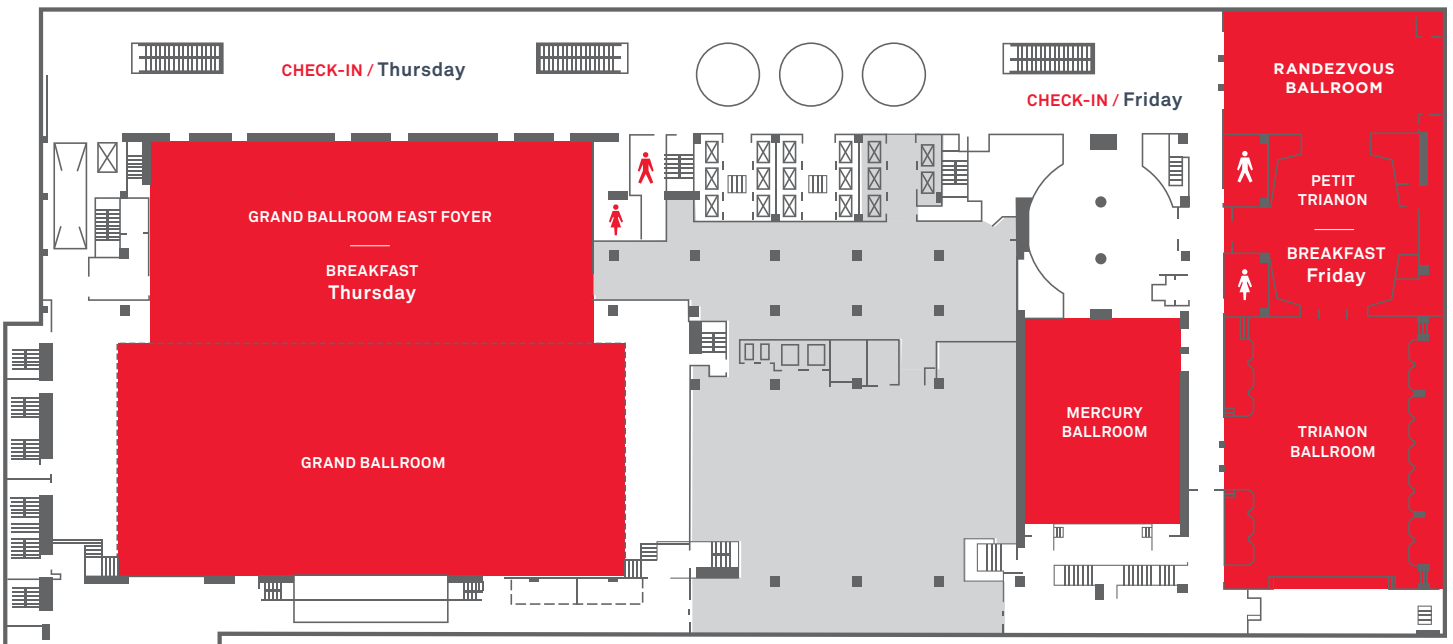 CHECK-IN / Thursday
CHECK-IN / Friday
RANDEZVOUS
BALLROOM
GRAND BALLROOM EAST FOYER
BREAKFAST
Thursday
PETIT
TRIANON
BREAKFAST
Friday
GRAND BALLROOM
MERCURY
BALLROOM
TRIANON
BALLROOM